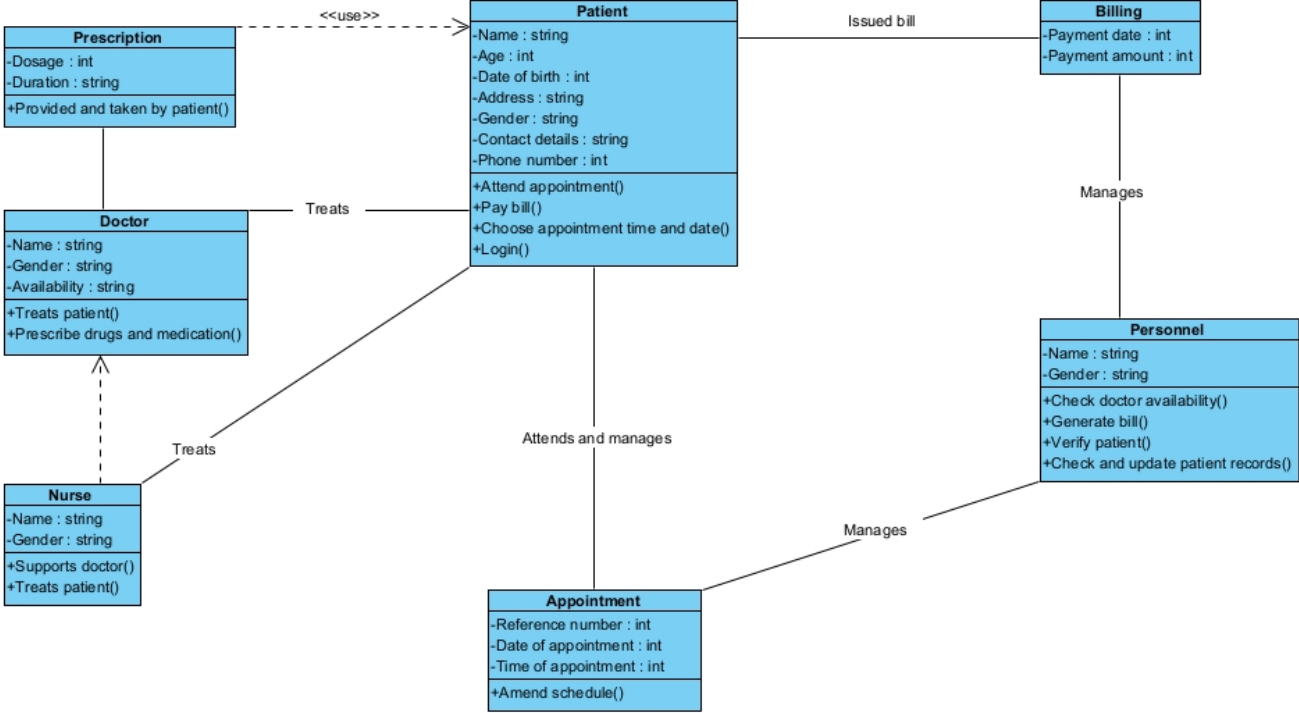 <<use>>
Prescription
-Dosage : int
-Duration : string
+Provided and taken by patient()
Patient
-Name : string
-Age : int
-Date of birth : int
-Address : string
-Gender : string
-Contact details : string
-Phone number : int
+Attend appointment()
+Pay bill()
+Choose appointment time and date()
+Login()
Issued bill
Billing
-Payment date : int
-Payment amount : int
Manages
Treats
Doctor
-Name : string
-Gender : string
-Availability : string
+Treats patient()
+Prescribe drugs and medication()
Personnel
-Name : string
-Gender : string
+Check doctor availability()
+Generate bill()
+Verify patient()
+Check and update patient records()
Attends and manages
Treats
Nurse
-Name : string
-Gender : string
+Supports doctor()
+Treats patient()
Manages
Appointment
-Reference number : int
-Date of appointment : int
-Time of appointment : int
+Amend schedule()